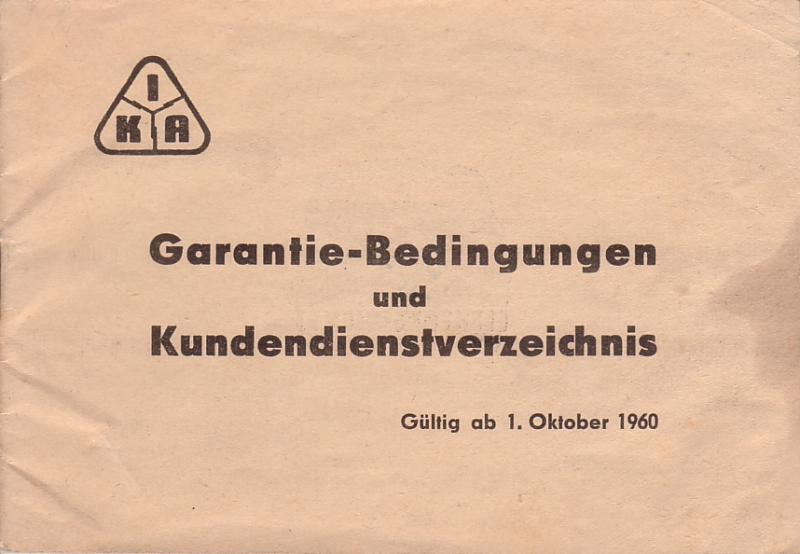 I
K A
Garantie-Bedingungen
und
Kundendienstverzeichnis
Gültig ab 1. Oktober 1960